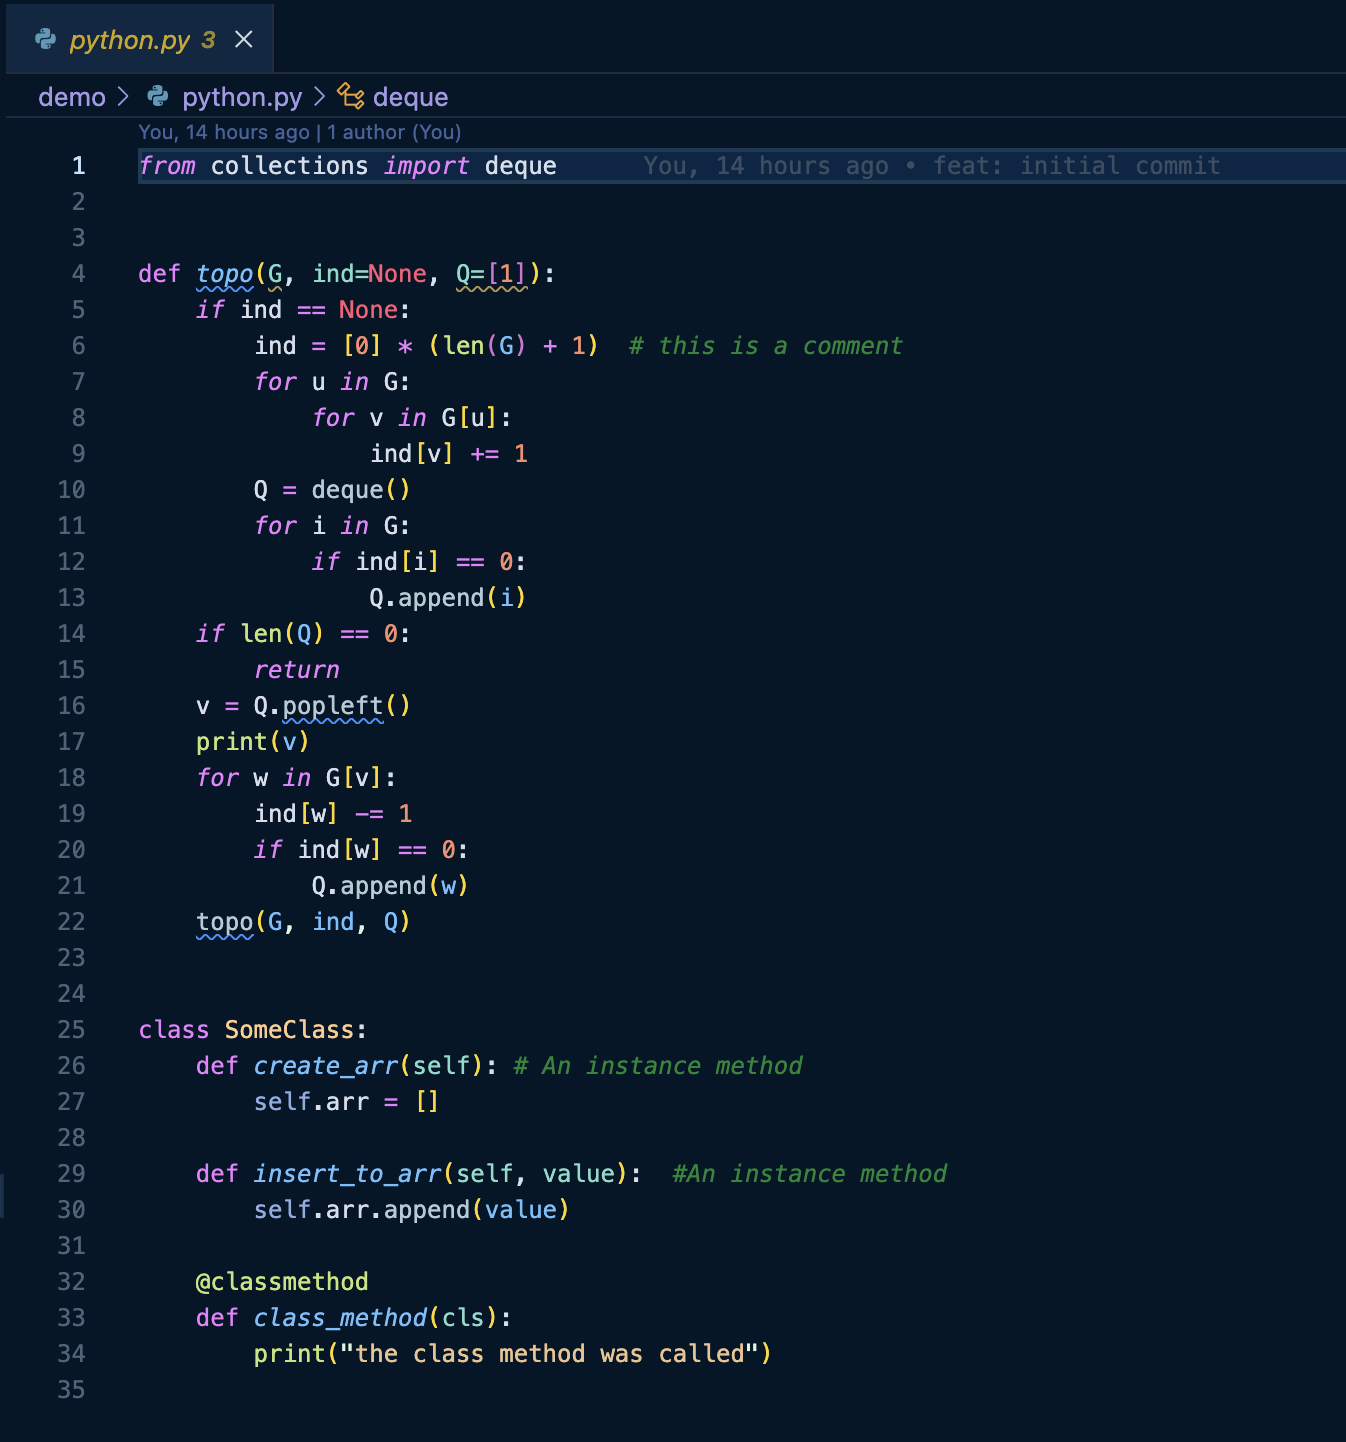 python.py 3
demo > python.py > deque
You, 14 hours ago | 1 author (You)
1 from collections import deque You, 14 hours ago • feat: initial commit
2
3
4 def topo(G, ind=None, Q=[1]):
5     if ind == None:
6         ind = [0] * (len(G) + 1)  # this is a comment
7         for u in G:
8             for v in G[u]:
9                 ind[v] += 1
10         Q = deque()
11         for i in G:
12             if ind[i] == 0:
13                 Q.append(i)
14     if len(Q) == 0:
15         return
16     v = Q.popleft()
17     print(v)
18     for w in G[v]:
19         ind[w] -= 1
20         if ind[w] == 0:
21             Q.append(w)
22     topo(G, ind, Q)
23
24
25 class SomeClass:
26     def create_arr(self): # An instance method
27         self.arr = []
28
29     def insert_to_arr(self, value):  #An instance method
30         self.arr.append(value)
31
32     @classmethod
33     def class_method(cls):
34         print("the class method was called")
35